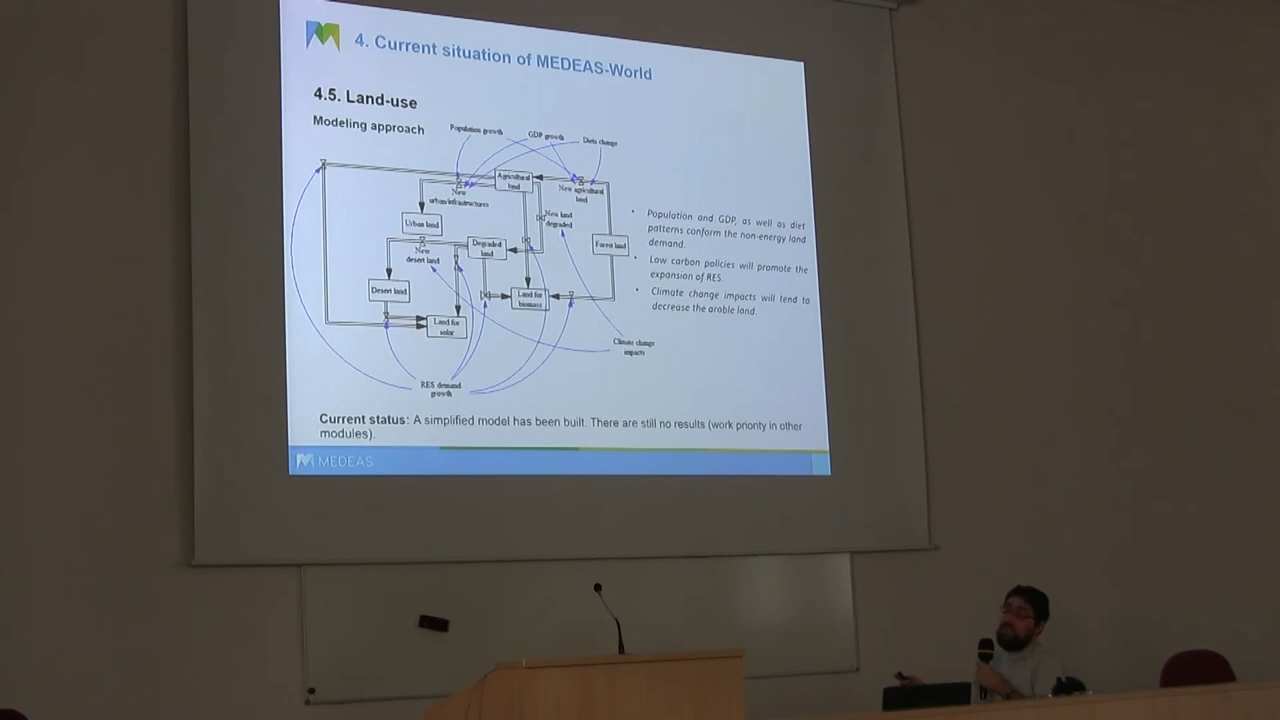 4. Current situation of MEDEAS-World
4.5. Land-use
Modeling approach
Population growth
GDP growth
Diets change
Agricultural
land
New
urban/infrastructures
New agricultural
land
Urban land
New land
degraded
Forest land
Degraded
land
New
desert land
Desert land
Land for
biomass
Land for
solar
Climate change
impacts
RES demand
growth
• Population and GDP, as well as diet
patterns conform the non-energy land
demand.
• Low carbon policies will promote the
expansion of RES.
• Climate change impacts will tend to
decrease the arable land.
Current status: A simplified model has been built. There are still no results (work priority in other
modules).
MEDEAS